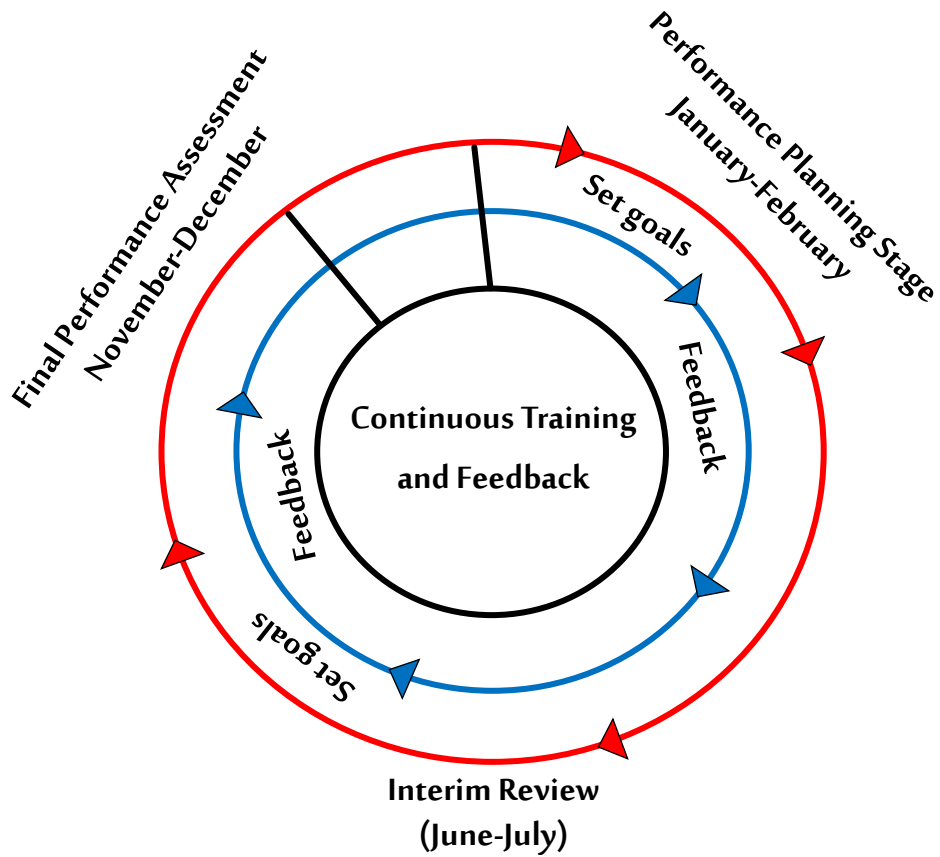 Final Performance Assessment
November-December
Performance Planning Stage
January-February
Set goals
Feedback
Continuous Training
and Feedback
Feedback
Set goals
Interim Review
(June-July)